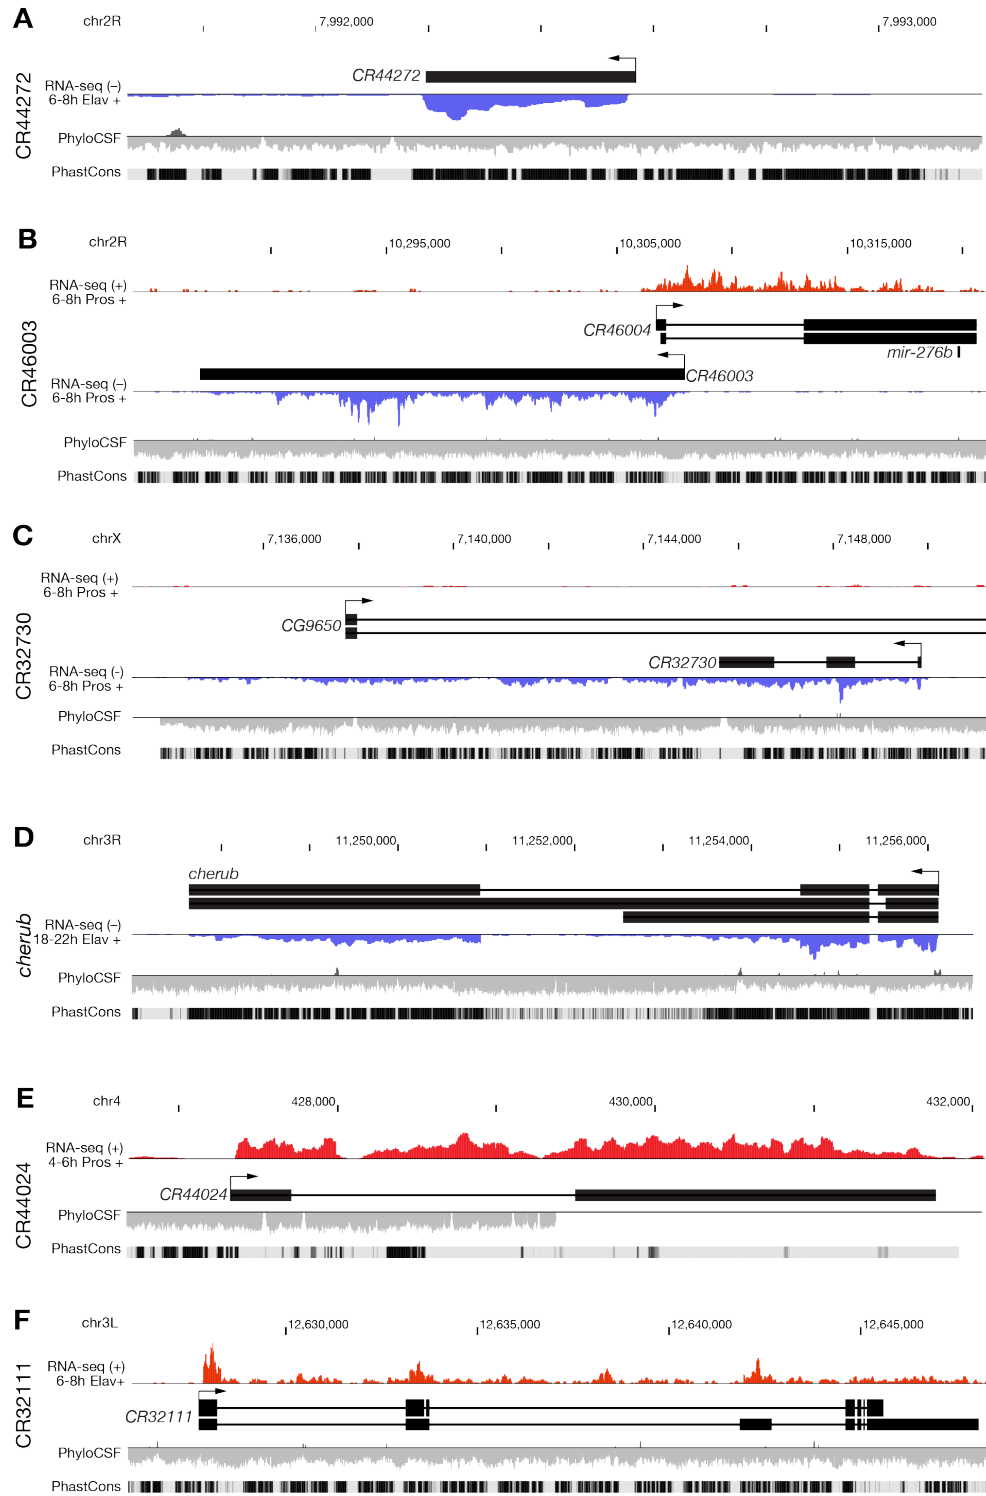 A
chr2R
7,992,000
7,993,000
CR44272
RNA-seq (–)
6-8h Elav +
CR44272
PhyloCSF
PhastCons
B
chr2R
10,295,000
10,305,000
10,315,000
CR46003
RNA-seq (+)
6-8h Pros +
CR46004
mir-276b
RNA-seq (–)
6-8h Pros +
CR46003
PhyloCSF
PhastCons
C
chrX
7,136,000
7,140,000
7,144,000
7,148,000
CR32730
RNA-seq (+)
6-8h Pros +
CG9650
CR32730
RNA-seq (-)
6-8h Pros +
PhyloCSF
PhastCons
D
chr3R
11,250,000
11,252,000
11,254,000
11,256,000
cherub
cherub
RNA-seq (–)
18-22h Elav +
PhyloCSF
PhastCons
E
chr4
428,000
430,000
432,000
CR44024
RNA-seq (+)
4-6h Pros +
CR44024
PhyloCSF
PhastCons
F
chr3L
12,630,000
12,635,000
12,640,000
12,645,000
CR32111
RNA-seq (+)
6-8h Elav+
CR32111
PhyloCSF
PhastCons